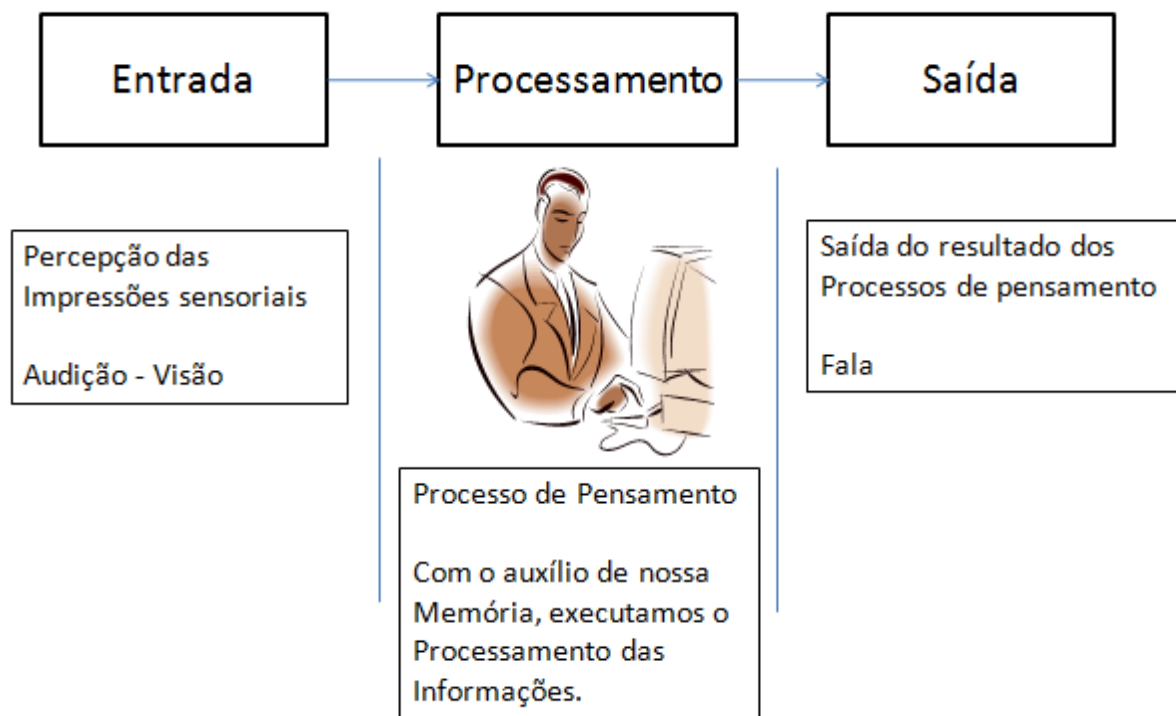 Entrada
Processamento
Saída
Percepção das
Impressões sensoriais
Audição - Visão
Processo de Pensamento
Com o auxílio de nossa
Memória, executamos o
Processamento das
Informações.
Saída do resultado dos
Processos de pensamento
Fala